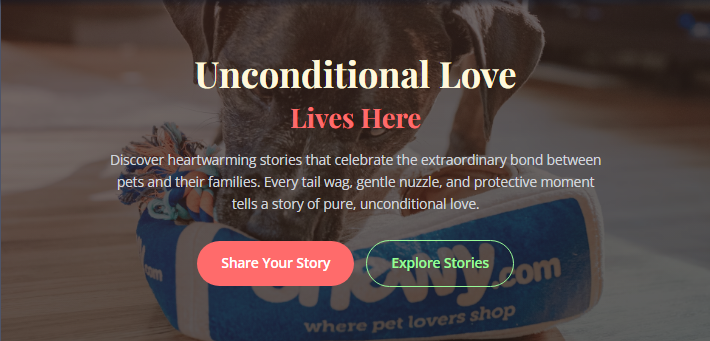 Unconditional Love
Lives Here
Discover heartwarming stories that celebrate the extraordinary bond between
pets and their families. Every tail wag, gentle nuzzle, and protective moment
tells a story of pure, unconditional love.
Share Your Story
Explore Stories
.com
chewy.com
where pet lovers shop